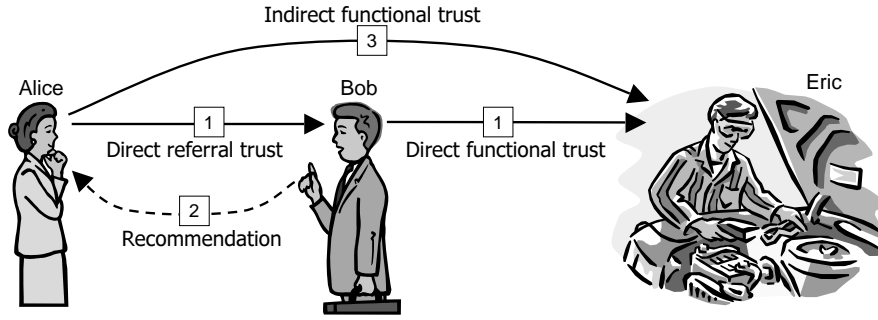 Indirect functional trust
3
Alice
Bob
Eric
1
1
Direct referral trust
Direct functional trust
2
Recommendation